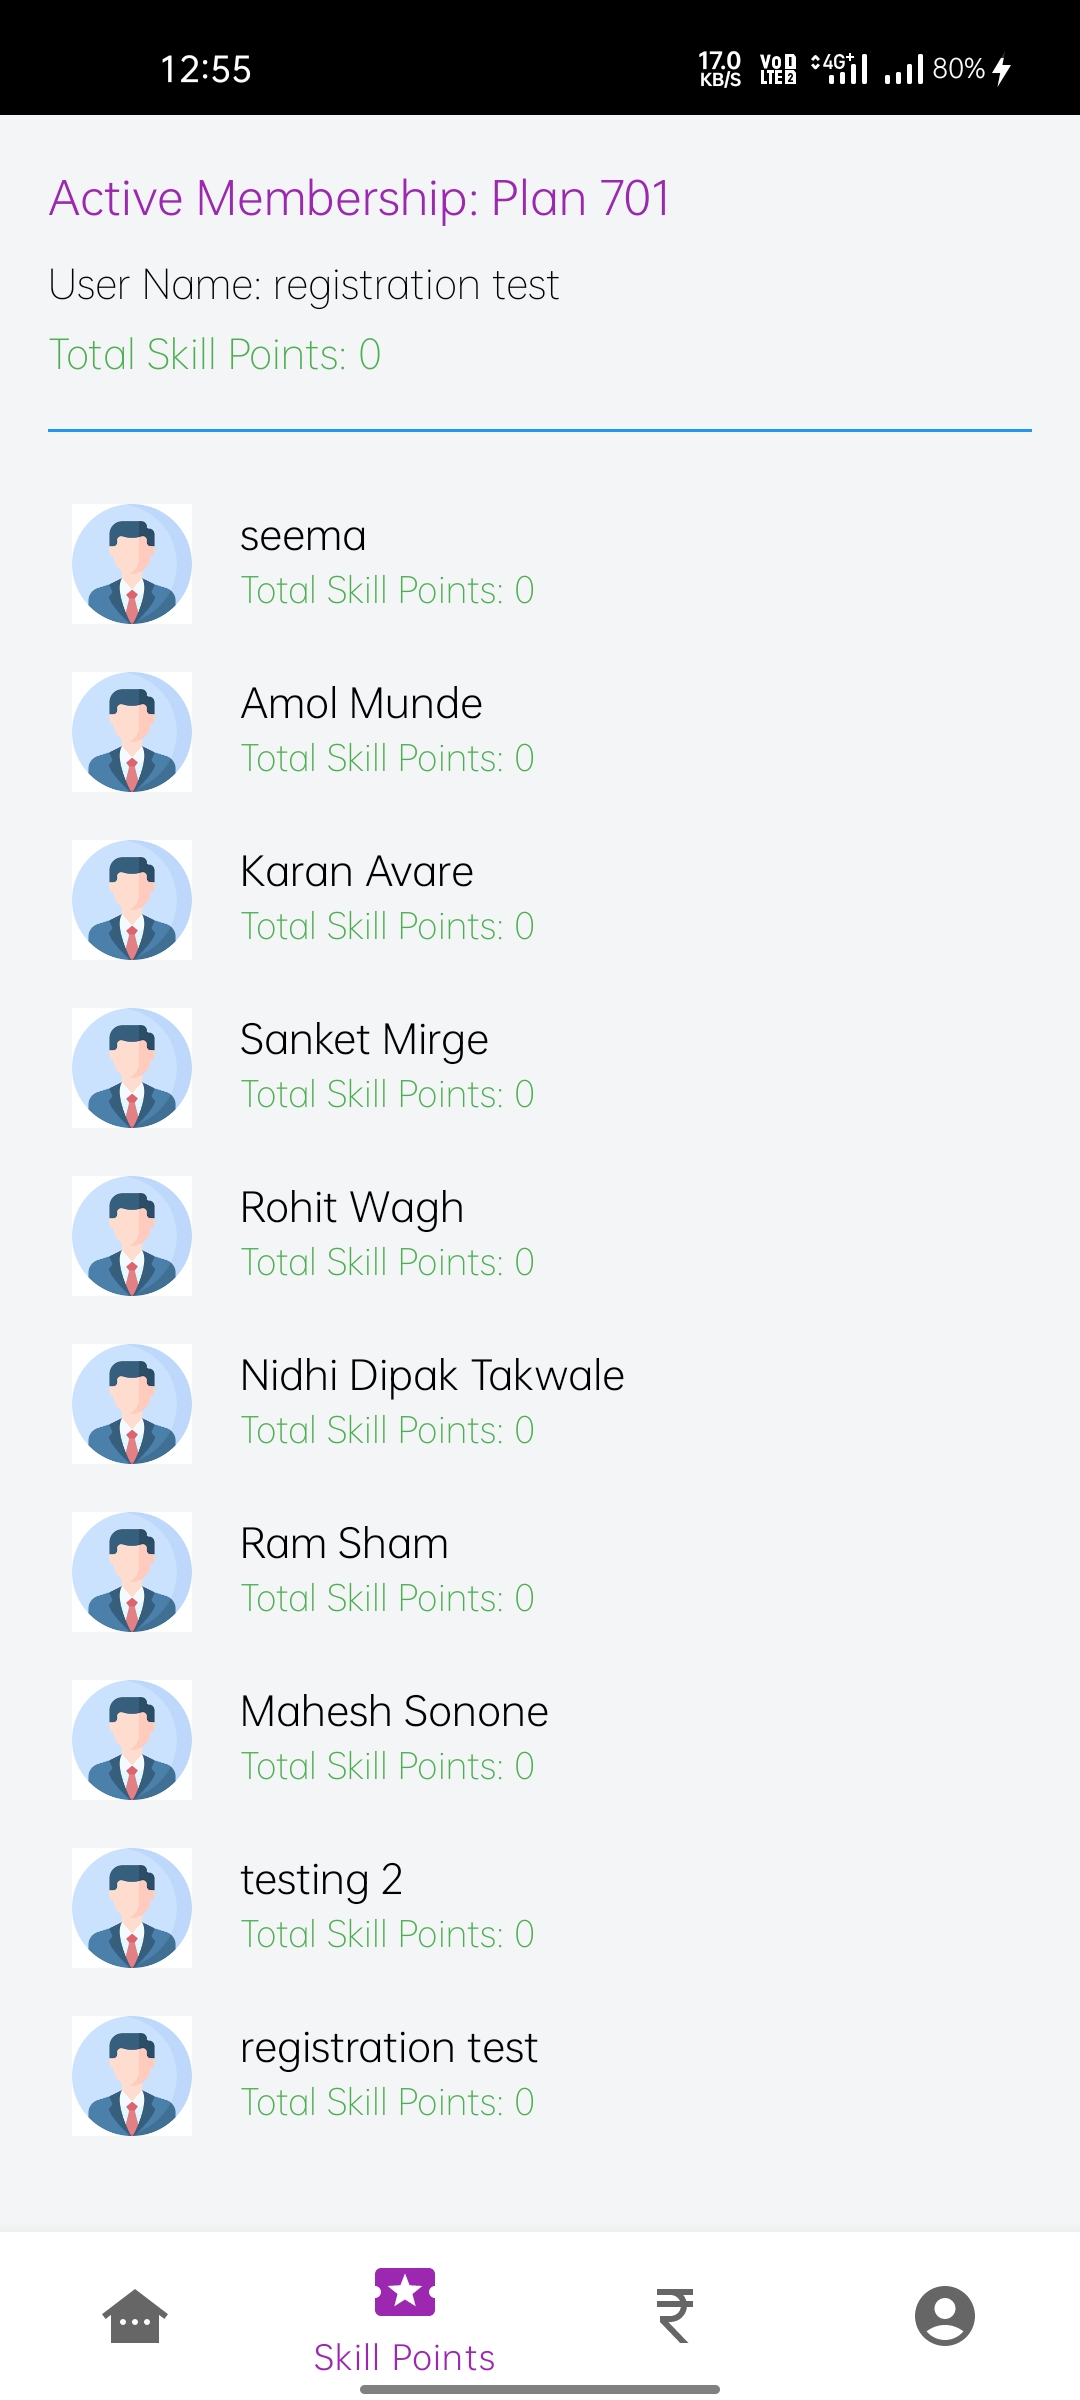 12:55
17.0
KB/S
Vo 1
LTE 2
4G+
80%
Active Membership: Plan 701
User Name: registration test
Total Skill Points: 0
seema
Total Skill Points: 0
Amol Munde
Total Skill Points: 0
Karan Avare
Total Skill Points: 0
Sanket Mirge
Total Skill Points: 0
Rohit Wagh
Total Skill Points: 0
Nidhi Dipak Takwale
Total Skill Points: 0
Ram Sham
Total Skill Points: 0
Mahesh Sonone
Total Skill Points: 0
testing 2
Total Skill Points: 0
registration test
Total Skill Points: 0
₹
Skill Points